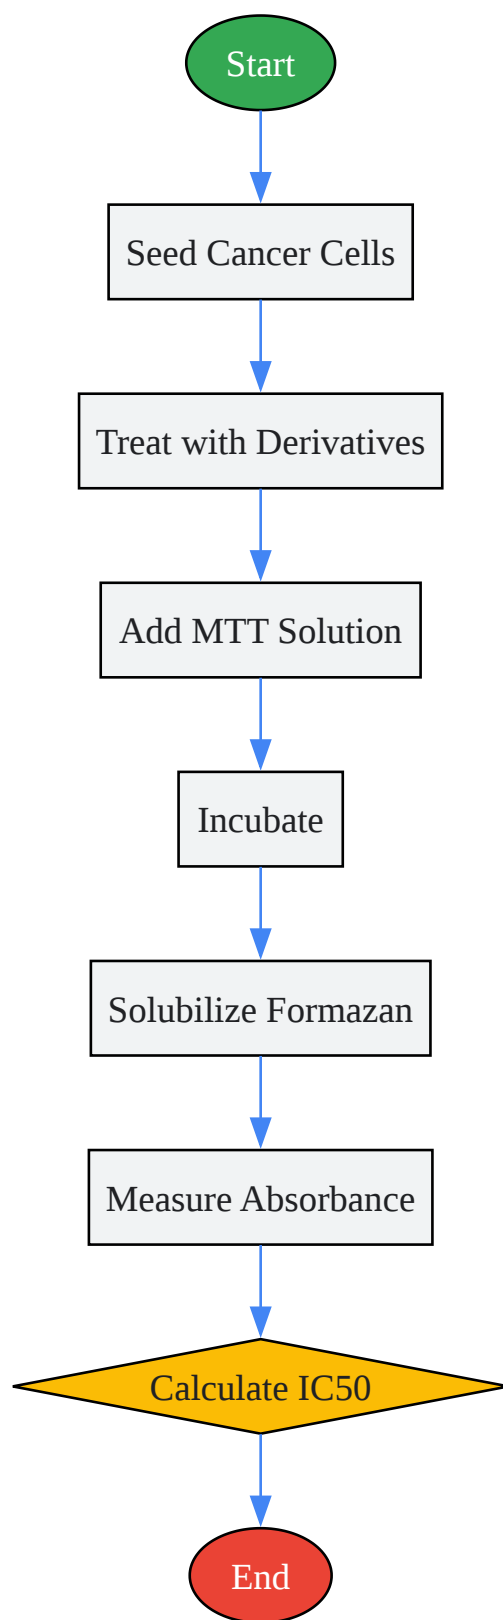 Start
Seed Cancer Cells
Treat with Derivatives
Add MTT Solution
Incubate
Solubilize Formazan
Measure Absorbance
Calculate IC50
End